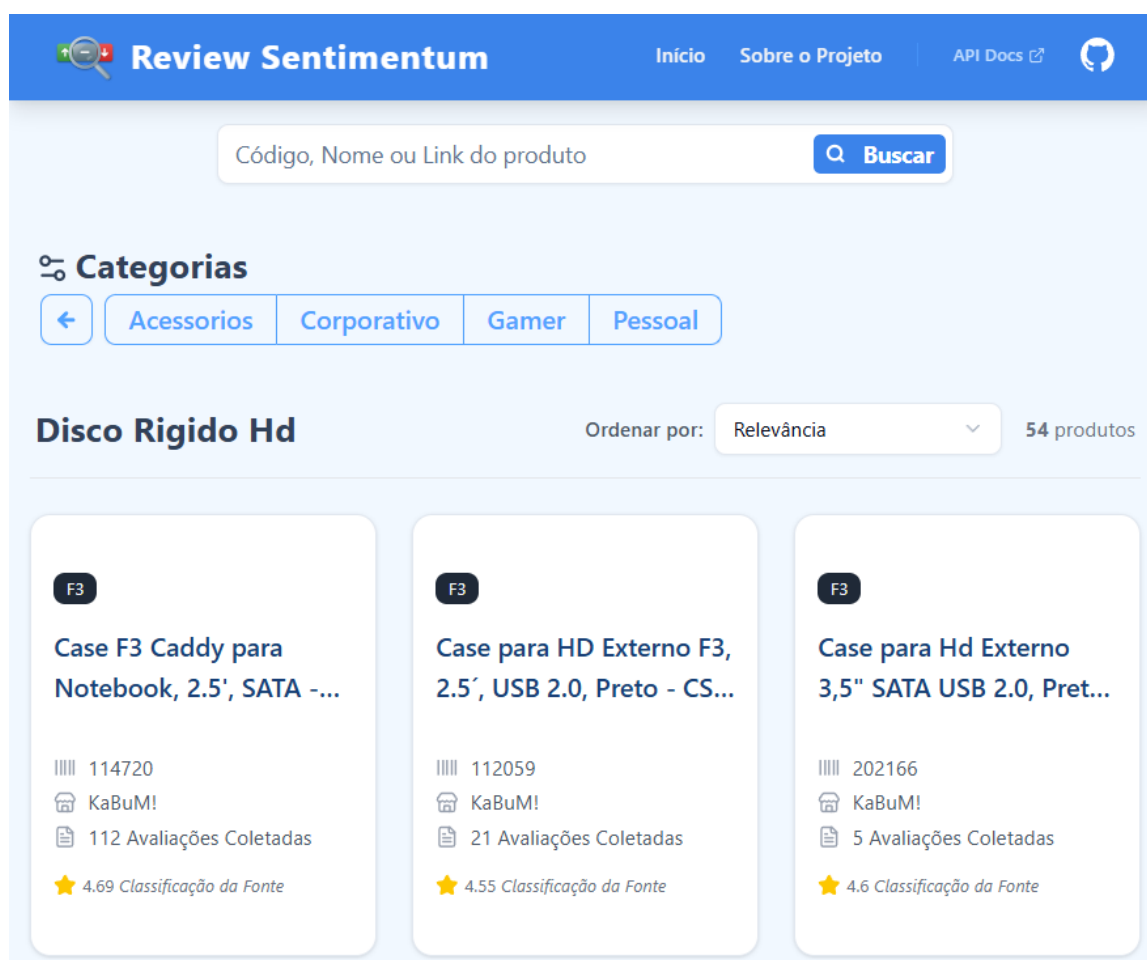 Review Sentimentum
Início
Sobre o Projeto
API Docs
Código, Nome ou Link do produto
Buscar
Categorias
Acessorios
Corporativo
Gamer
Pessoal
Disco Rigido Hd
Ordenar por:
Relevância
54 produtos
F3
Case F3 Caddy para
Notebook, 2.5', SATA -...
114720
KaBuM!
112 Avaliações Coletadas
4.69 Classificação da Fonte
F3
Case para HD Externo F3,
2.5´, USB 2.0, Preto - CS...
112059
KaBuM!
21 Avaliações Coletadas
4.55 Classificação da Fonte
F3
Case para Hd Externo
3,5" SATA USB 2.0, Pret...
202166
KaBuM!
5 Avaliações Coletadas
4.6 Classificação da Fonte